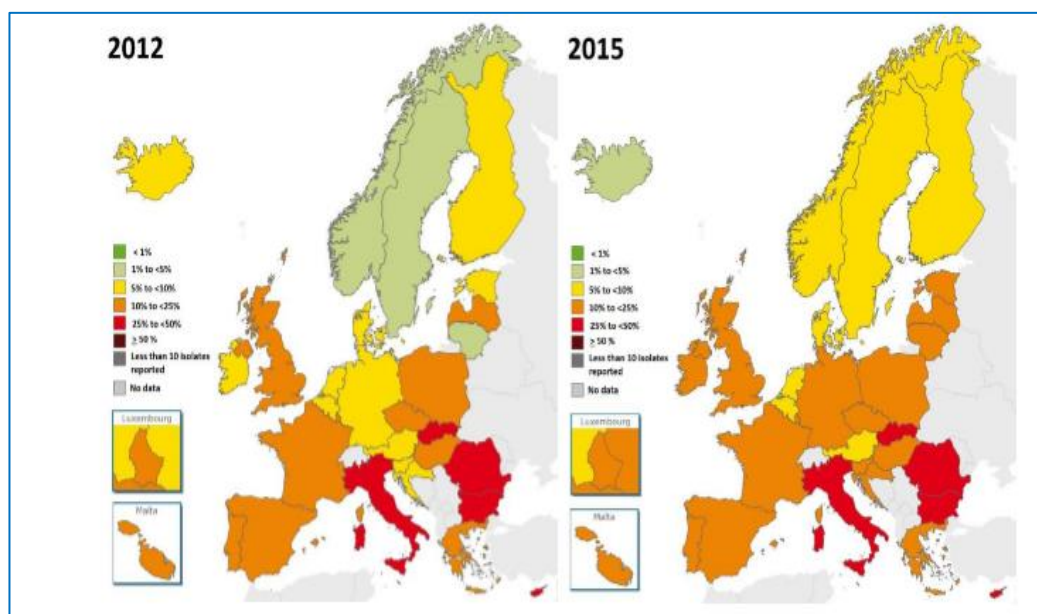 2012
< 1%
1% to <5%
5% to <10%
10% to <25%
25% to <50%
≥ 50 %
Less than 10 isolates
reported
No data
Luxembourg
Malta
2015
< 1%
1% to <5%
5% to <10%
10% to <25%
25% to <50%
≥ 50 %
Less than 10 isolates
reported
No data
Luxembourg
Malta